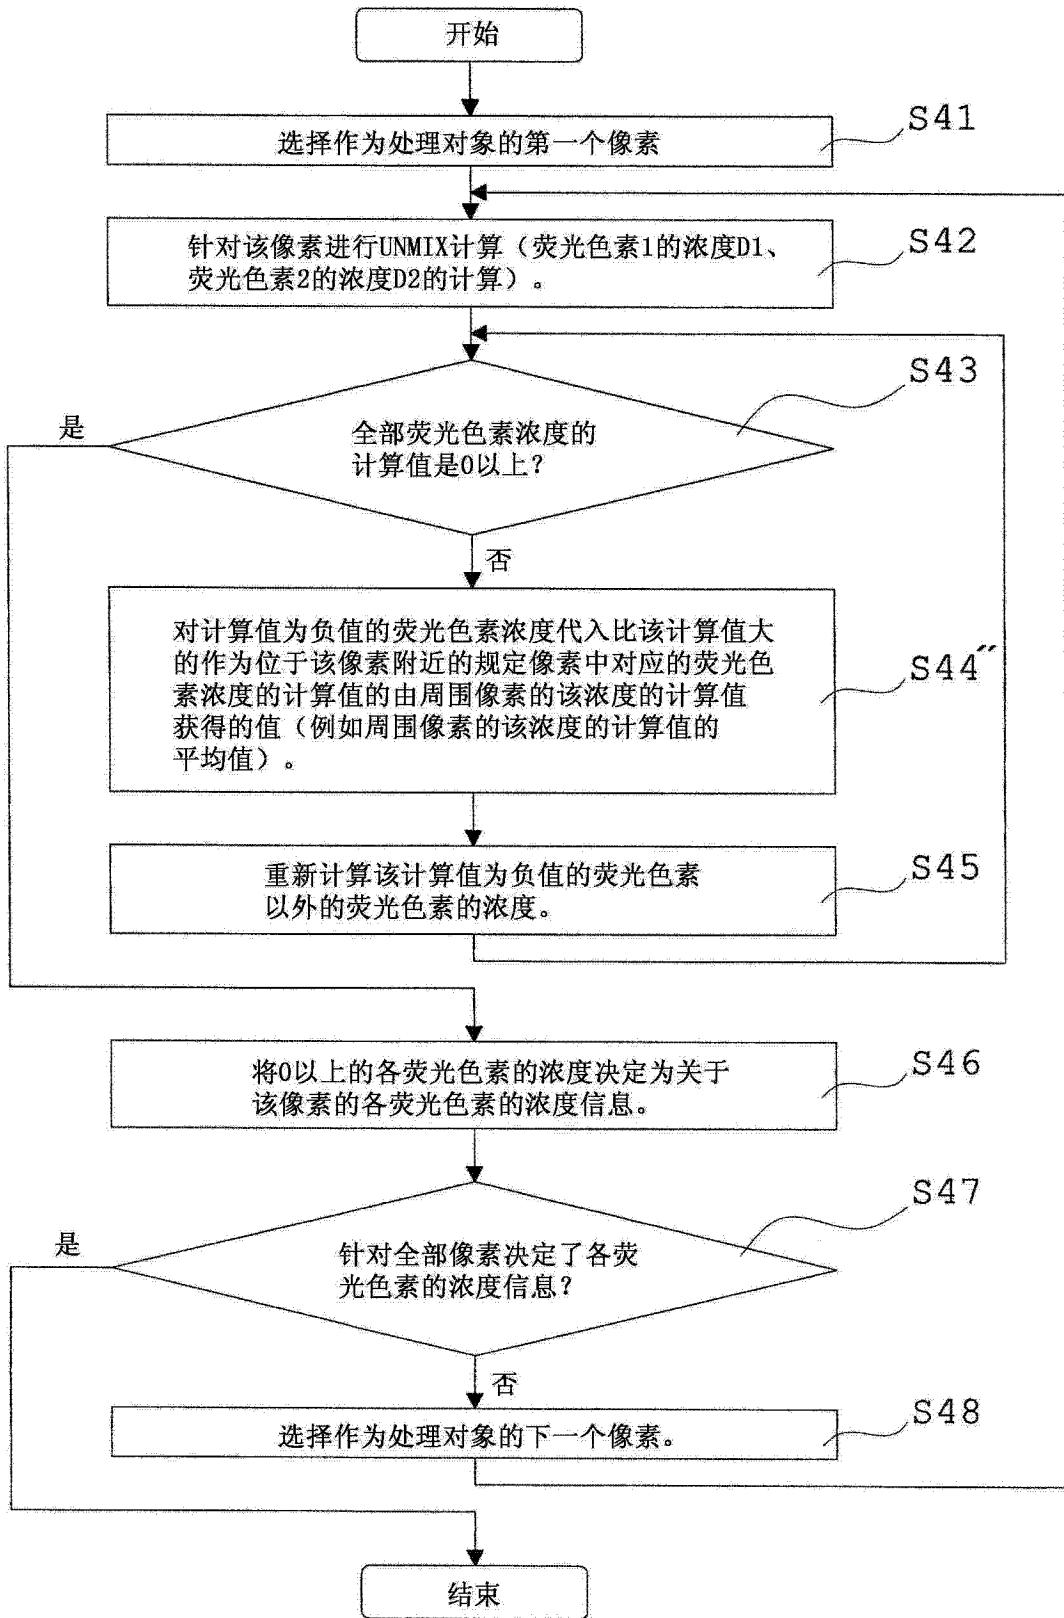 开始
选择作为处理对象的第一个像素
S41
针对该像素进行UNMIX计算（荧光色素1的浓度D1、
荧光色素2的浓度D2的计算）。
S42
S43
是
全部荧光色素浓度的
计算值是0以上？
否
对计算值为负值的荧光色素浓度代入比该计算值大
的作为位于该像素附近的规定像素中对应的荧光色
素浓度的计算值的由周围像素的该浓度的计算值
获得的值（例如周围像素的该浓度的计算值的
平均值）。
S44″
重新计算该计算值为负值的荧光色素
以外的荧光色素的浓度。
S45
将0以上的各荧光色素的浓度决定为关于
该像素的各荧光色素的浓度信息。
S46
S47
是
针对全部像素决定了各荧
光色素的浓度信息？
否
选择作为处理对象的下一个像素。
S48
结束